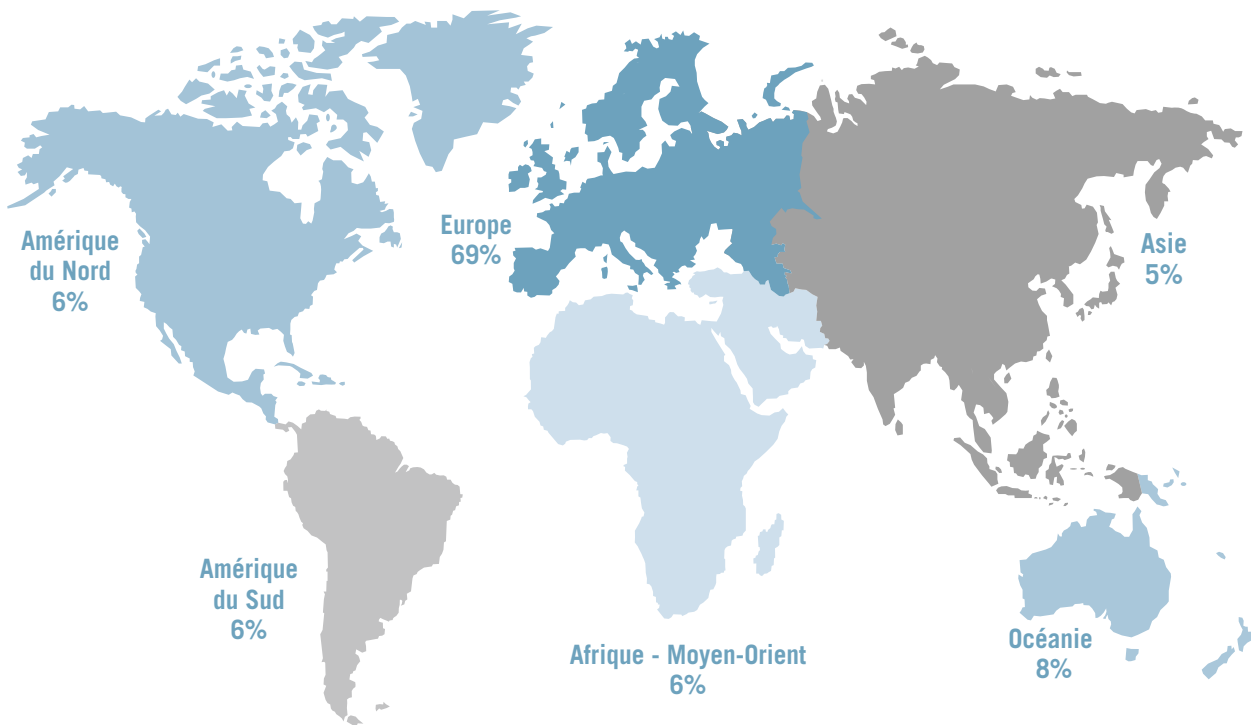 Amérique
du Nord
6%
Europe
69%
Asie
5%
Amérique
du Sud
6%
Afrique - Moyen-Orient
6%
Océanie
8%